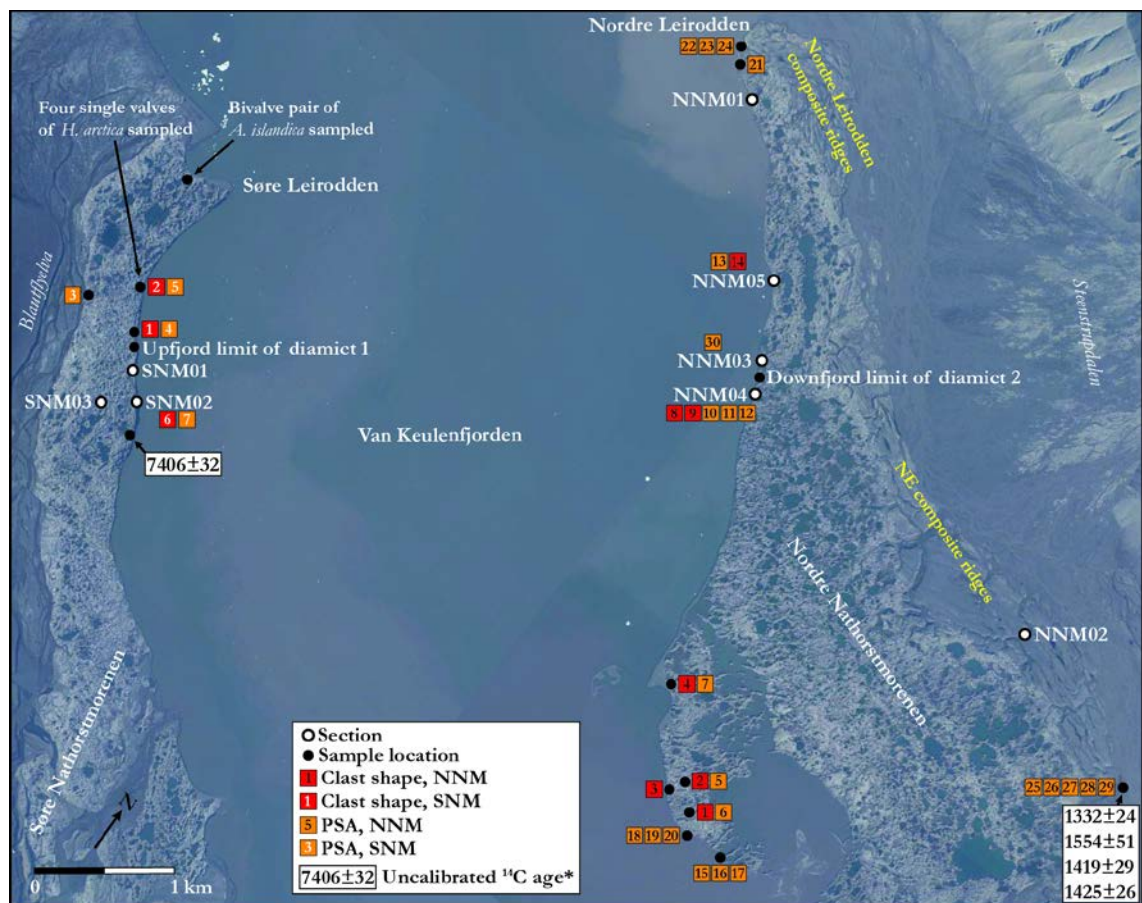 Nordre Leirodden
22 23 24
21
NNM01
Nordre Leirodden
composite ridges
Four single valves
of H. arctica sampled
Bivalve pair of
A. islandica sampled
Søre Leirodden
Blautflyelva
3
2 5
1 4
Upfjord limit of diamict 1
SNM01
SNM03
SNM02
6 7
7406±32
Van Keulenfjorden
13 14
NNM05
30
NNM03
Downfjord limit of diamict 2
NNM04
8 9 10 11 12
Steenstrupdalen
NE composite ridges
Nordre Nathorstmorenen
NNM02
4 7
2 5
3
1 6
18 19 20
15 16 17
25 26 27 28 29
1332±24
1554±51
1419±29
1425±26
Søre Nathorstmorenen
N
0 1 km
Section
Sample location
1 Clast shape, NNM
1 Clast shape, SNM
5 PSA, NNM
3 PSA, SNM
7406±32 Uncalibrated ¹⁴C age*